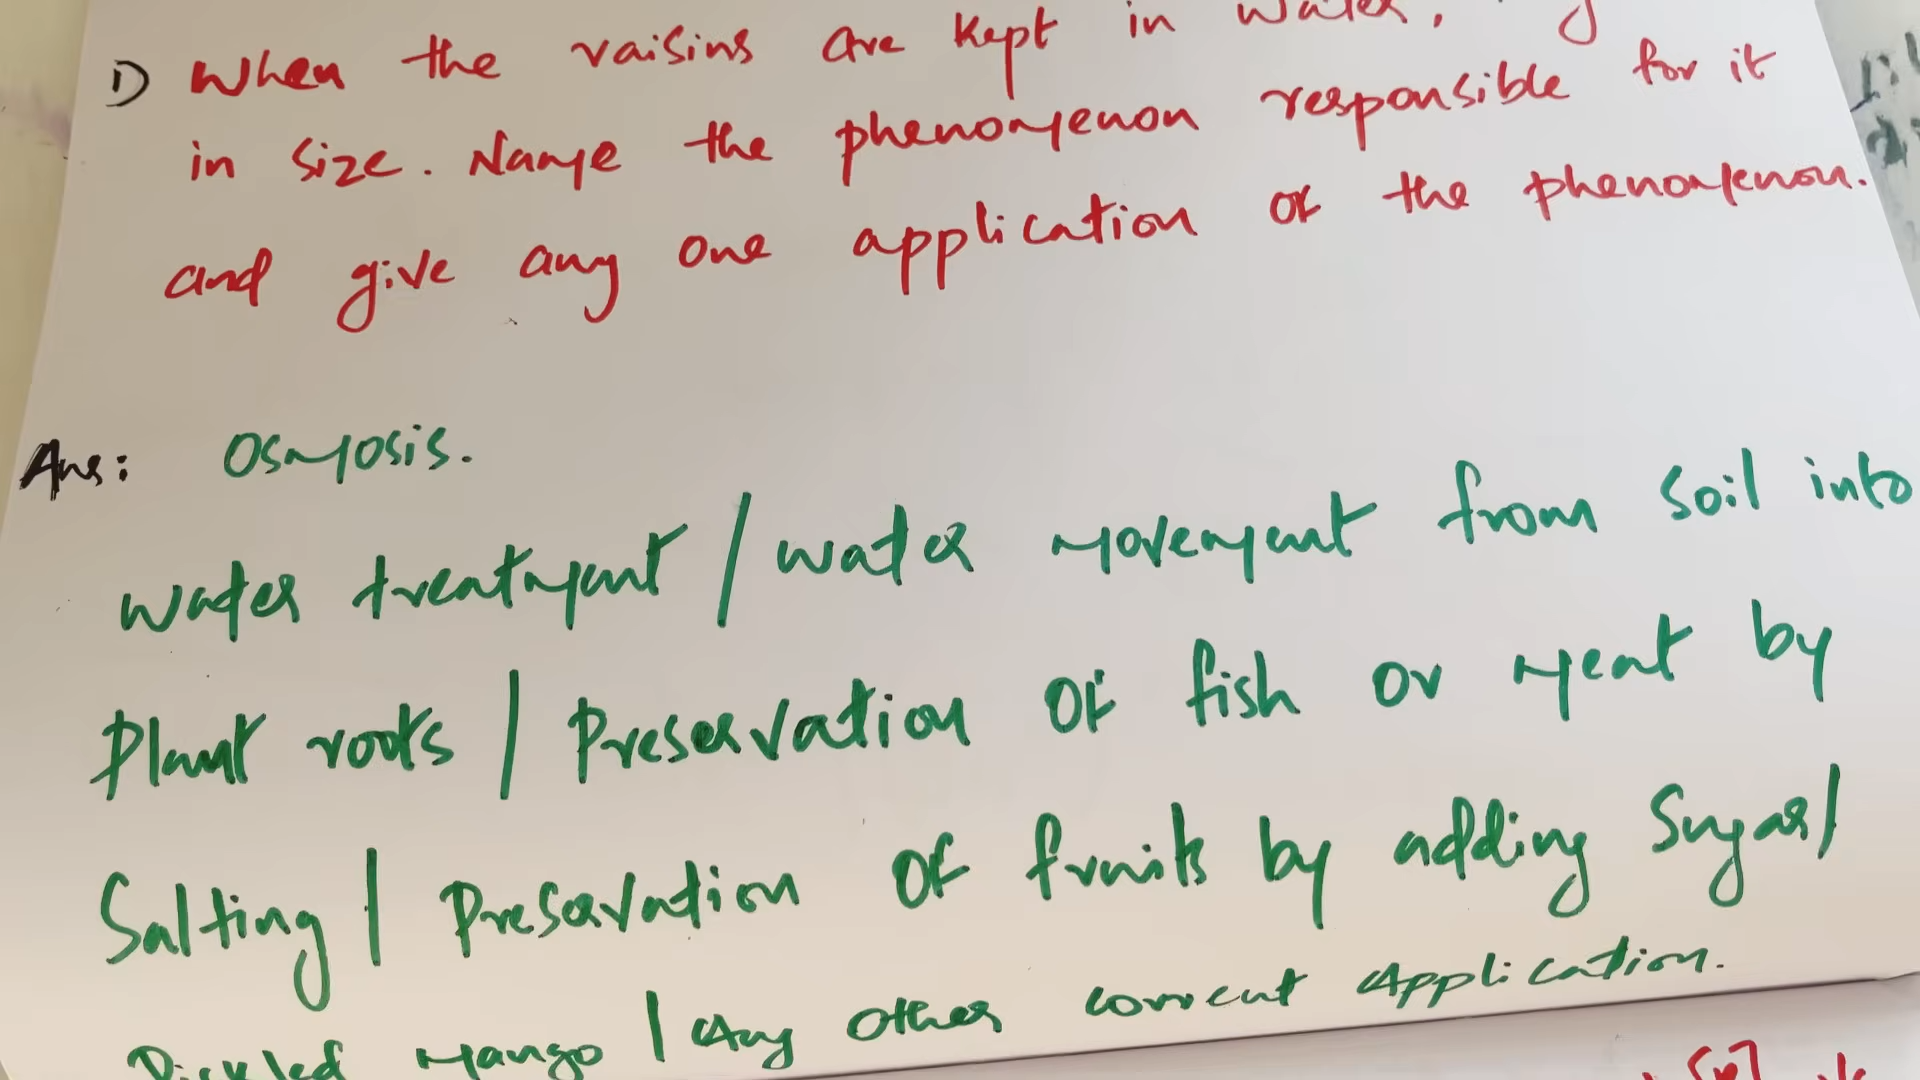 1) When the raisins are kept in water,
in size. Name the phenomenon responsible for it
and give any one application of the phenomenon.
Ans: Osmosis.
Water treatment / water movement from soil into
Plant roots / Preservation of fish or meat by
Salting / Preservation of fruits by adding Sugar/
Pickled mango / Any other correct Application.